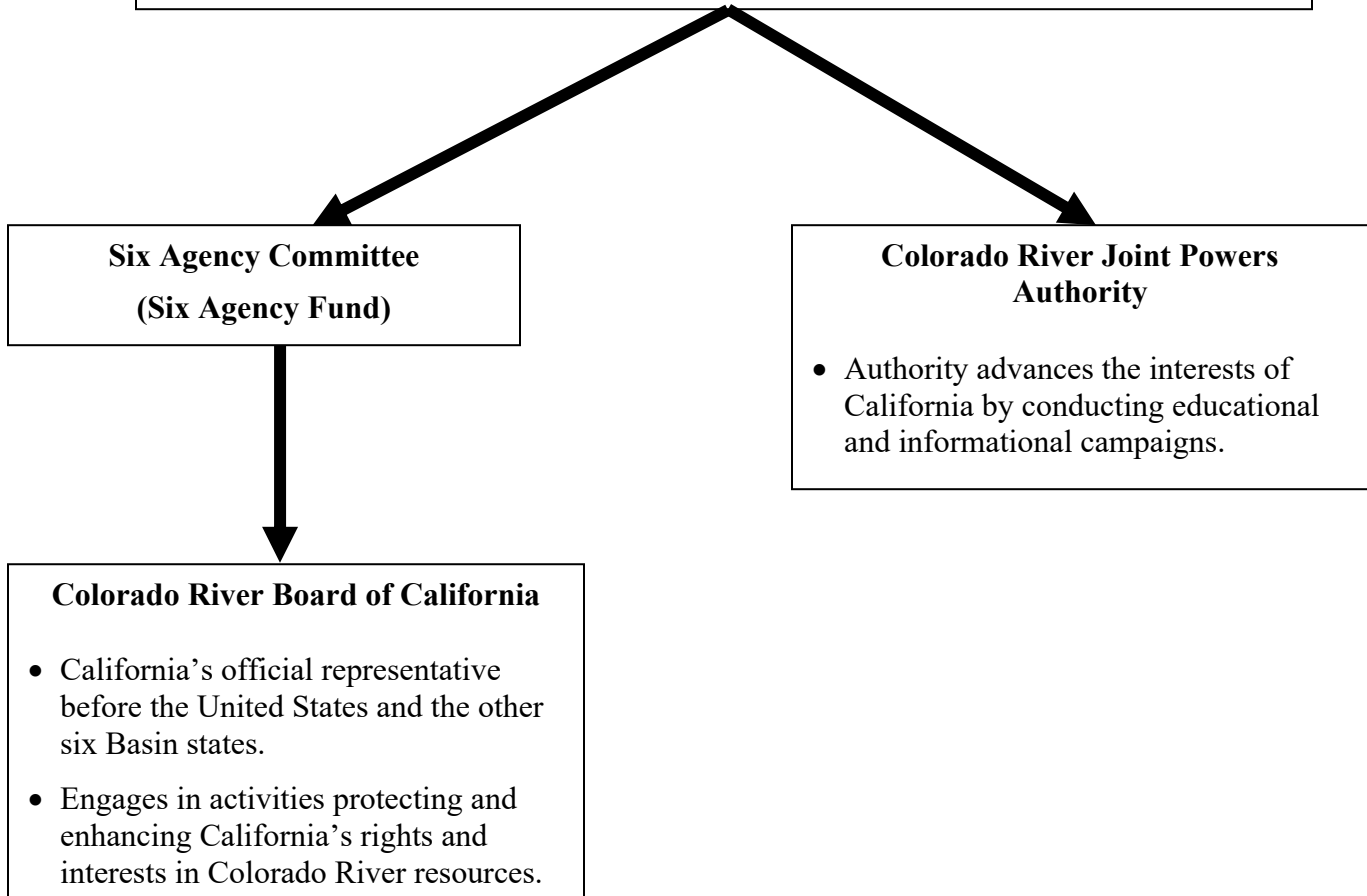 Six Agency Committee
(Six Agency Fund)
Colorado River Joint Powers
Authority
• Authority advances the interests of
California by conducting educational
and informational campaigns.
Colorado River Board of California
• California’s official representative
before the United States and the other
six Basin states.
• Engages in activities protecting and
enhancing California’s rights and
interests in Colorado River resources.